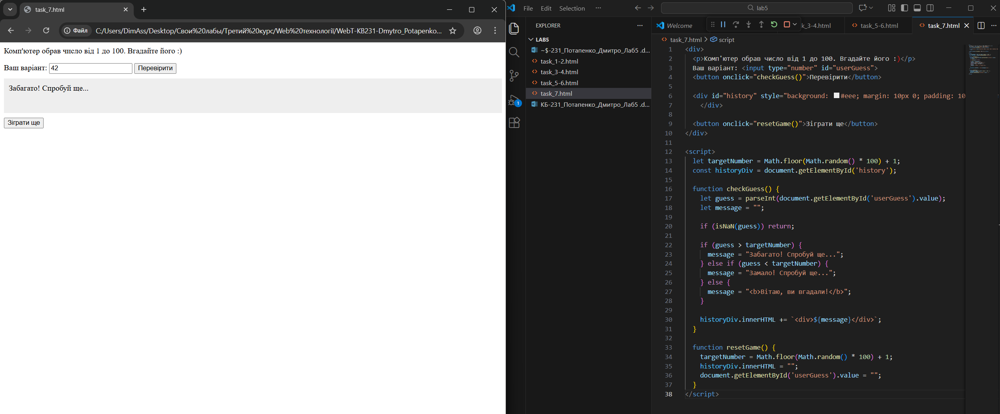 task_7.html
Файл
C:/Users/DimAss/Desktop/Свои%20лабы/Третий%20курс/Web%20технології/WebT-KB231-Dmytro_Potapenko...
Комп'ютер обрав число від 1 до 100. Вгадайте його :)
Ваш варіант: 42 Перевірити
Забагато! Спробуй ще...
Зіграти ще
File Edit Selection ···
lab5
EXPLORER ···
LAB5
~$-231_Потапенко_Дмитро_Лаб5 .d...
task_1-2.html
task_3-4.html
task_5-6.html
task_7.html
КБ-231_Потапенко_Дмитро_Лаб5 .d...
1
Welcome
k_3-4.html
task_5-6.html
task_7.html
task_7.html > script
1 <div>
2 <p>Комп'ютер обрав число від 1 до 100. Вгадайте його :)</p>
3 Ваш варіант: <input type="number" id="userGuess">
4 <button onclick="checkGuess()">Перевірити</button>
5
6 <div id="history" style="background: #eee; margin: 10px 0; padding: 10
7 </div>
8
9 <button onclick="resetGame()">Зіграти ще</button>
10 </div>
11
12 <script>
13 let targetNumber = Math.floor(Math.random() * 100) + 1;
14 const historyDiv = document.getElementById('history');
15
16 function checkGuess() {
17 let guess = parseInt(document.getElementById('userGuess').value);
18 let message = "";
19
20 if (isNaN(guess)) return;
21
22 if (guess > targetNumber) {
23 message = "Забагато! Спробуй ще...";
24 } else if (guess < targetNumber) {
25 message = "Замало! Спробуй ще...";
26 } else {
27 message = "<b>Вітаю, ви вгадали!</b>";
28 }
29
30 historyDiv.innerHTML += `<div>${message}</div>`;
31 }
32
33 function resetGame() {
34 targetNumber = Math.floor(Math.random() * 100) + 1;
35 historyDiv.innerHTML = "";
36 document.getElementById('userGuess').value = "";
37 }
38 </script>